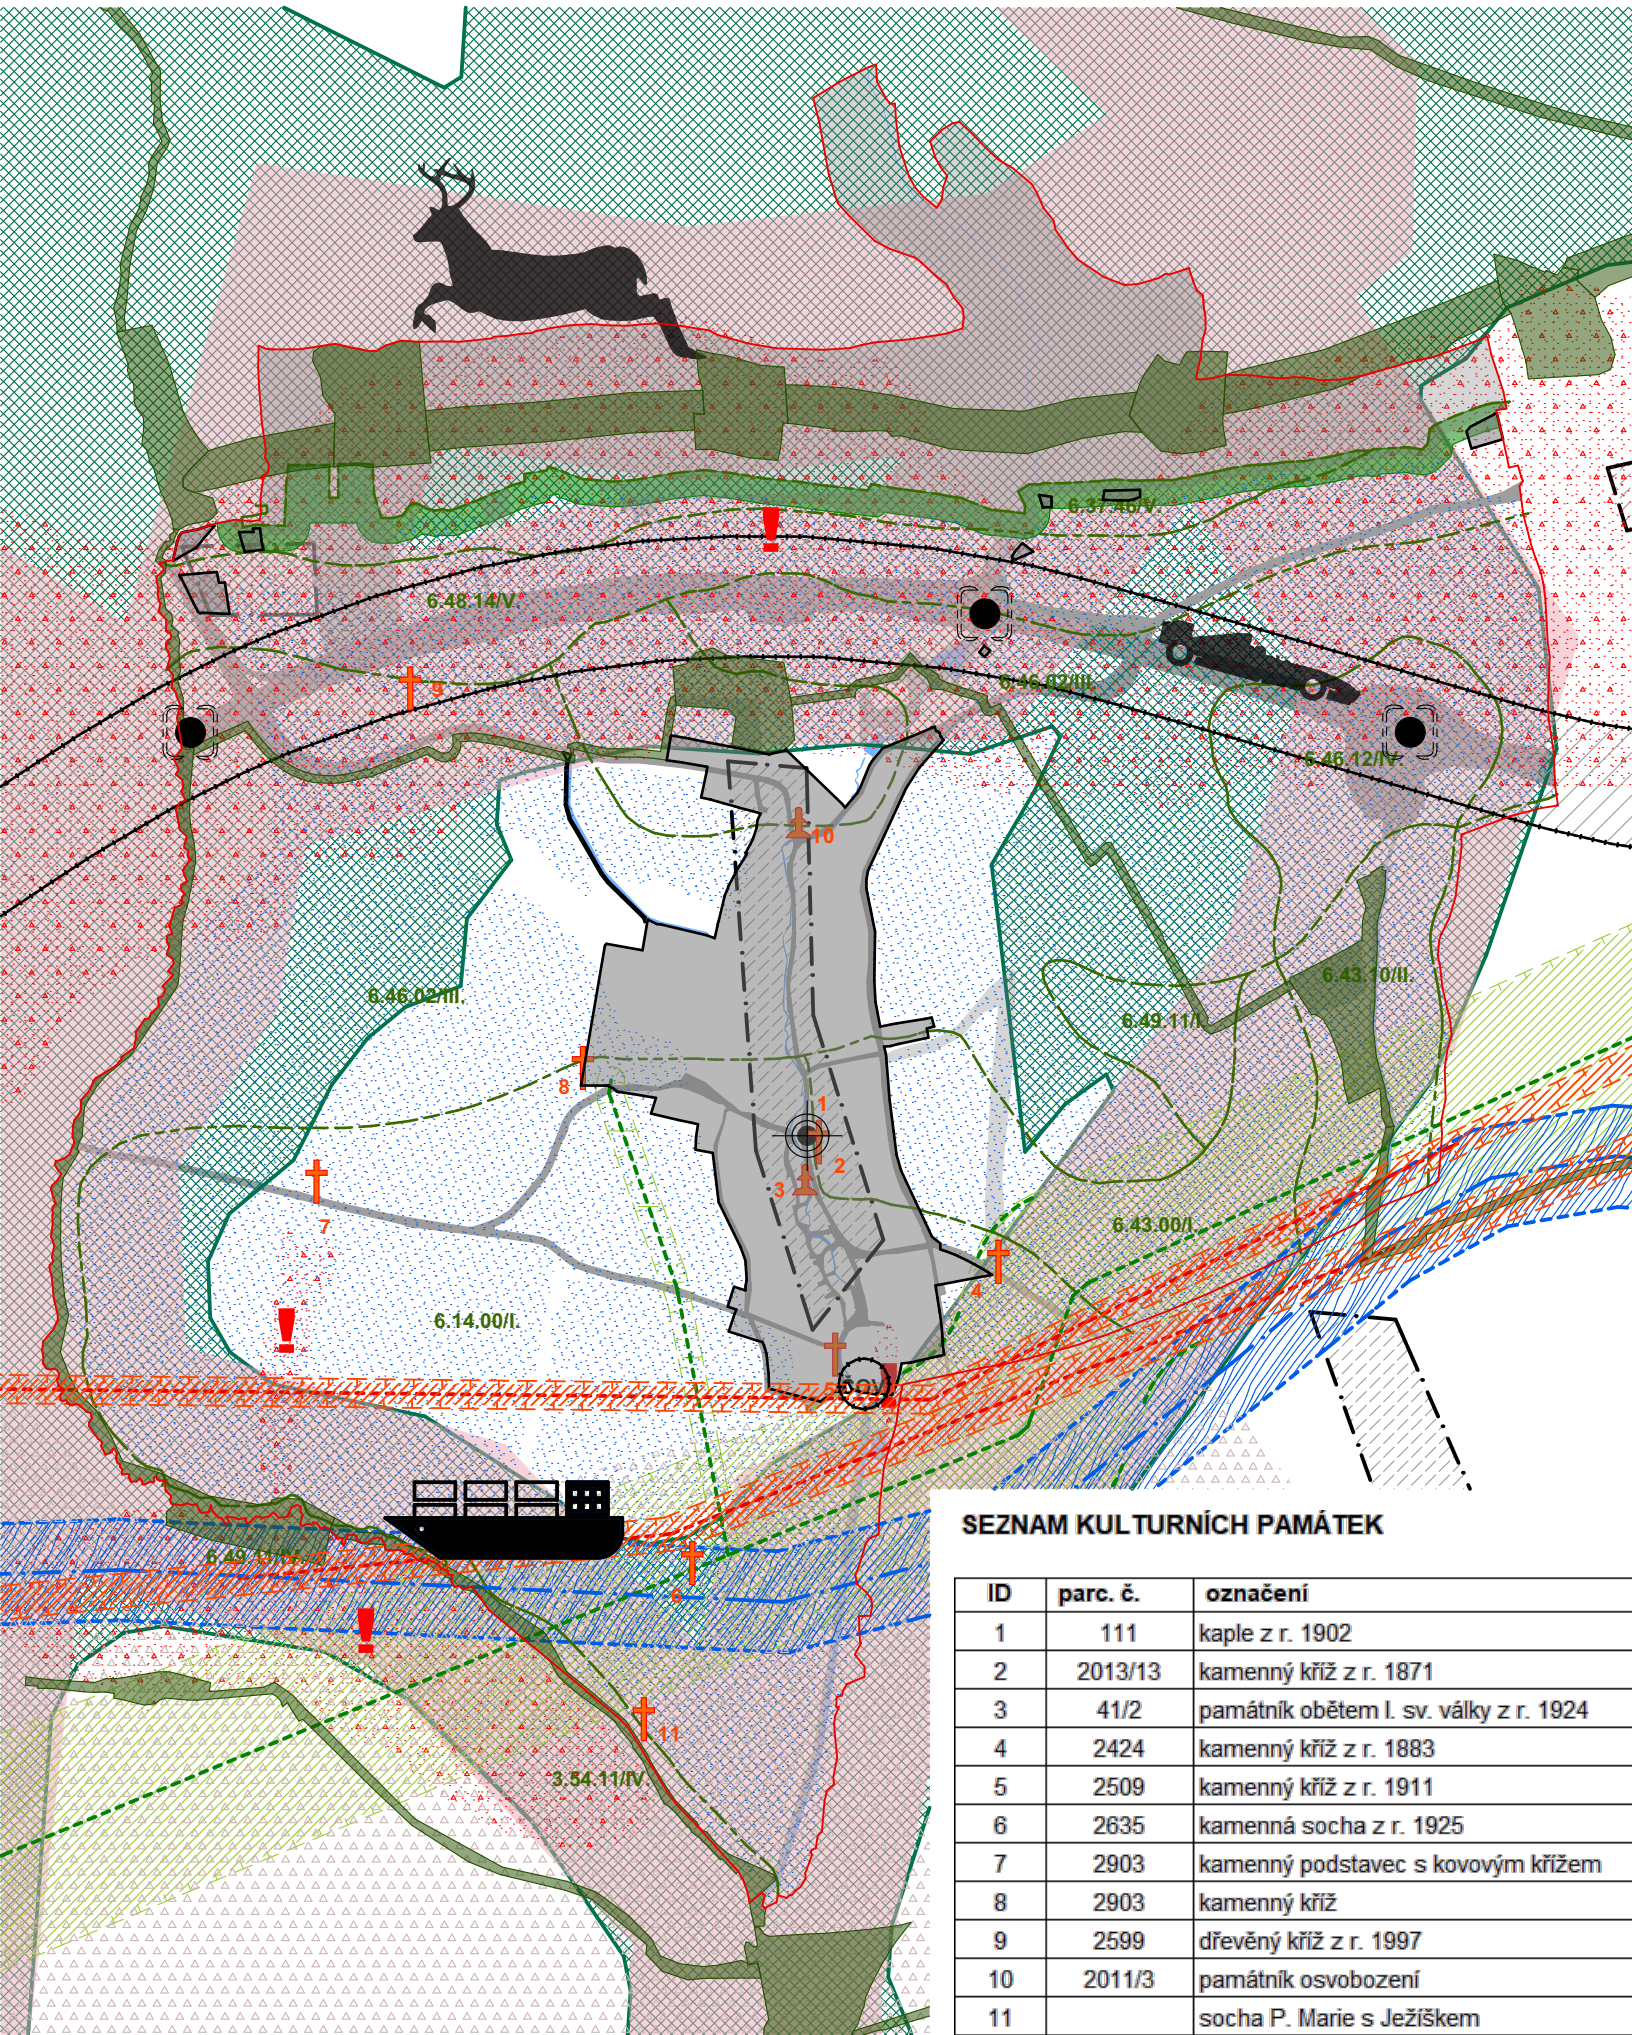 6.37.46/V.
6.48.14/V.
9
6.46.02/III.
6.46.12/IV.
10
6.43.10/II.
6.46.02/III.
6.49.11/I.
8
1
2
3
7
6.43.00/I.
4
6.14.00/I.
ČOV
6.49.11/IV.
6
11
3.54.11/IV.
SEZNAM KULTURNÍCH PAMÁTEK
ID parc. č. označení
1 111 kaple z r. 1902
2 2013/13 kamenný kříž z r. 1871
3 41/2 památník obětem I. sv. války z r. 1924
4 2424 kamenný kříž z r. 1883
5 2509 kamenný kříž z r. 1911
6 2635 kamenná socha z r. 1925
7 2903 kamenný podstavec s kovovým křížem
8 2903 kamenný kříž
9 2599 dřevěný kříž z r. 1997
10 2011/3 památník osvobození
11 socha P. Marie s Ježíškem